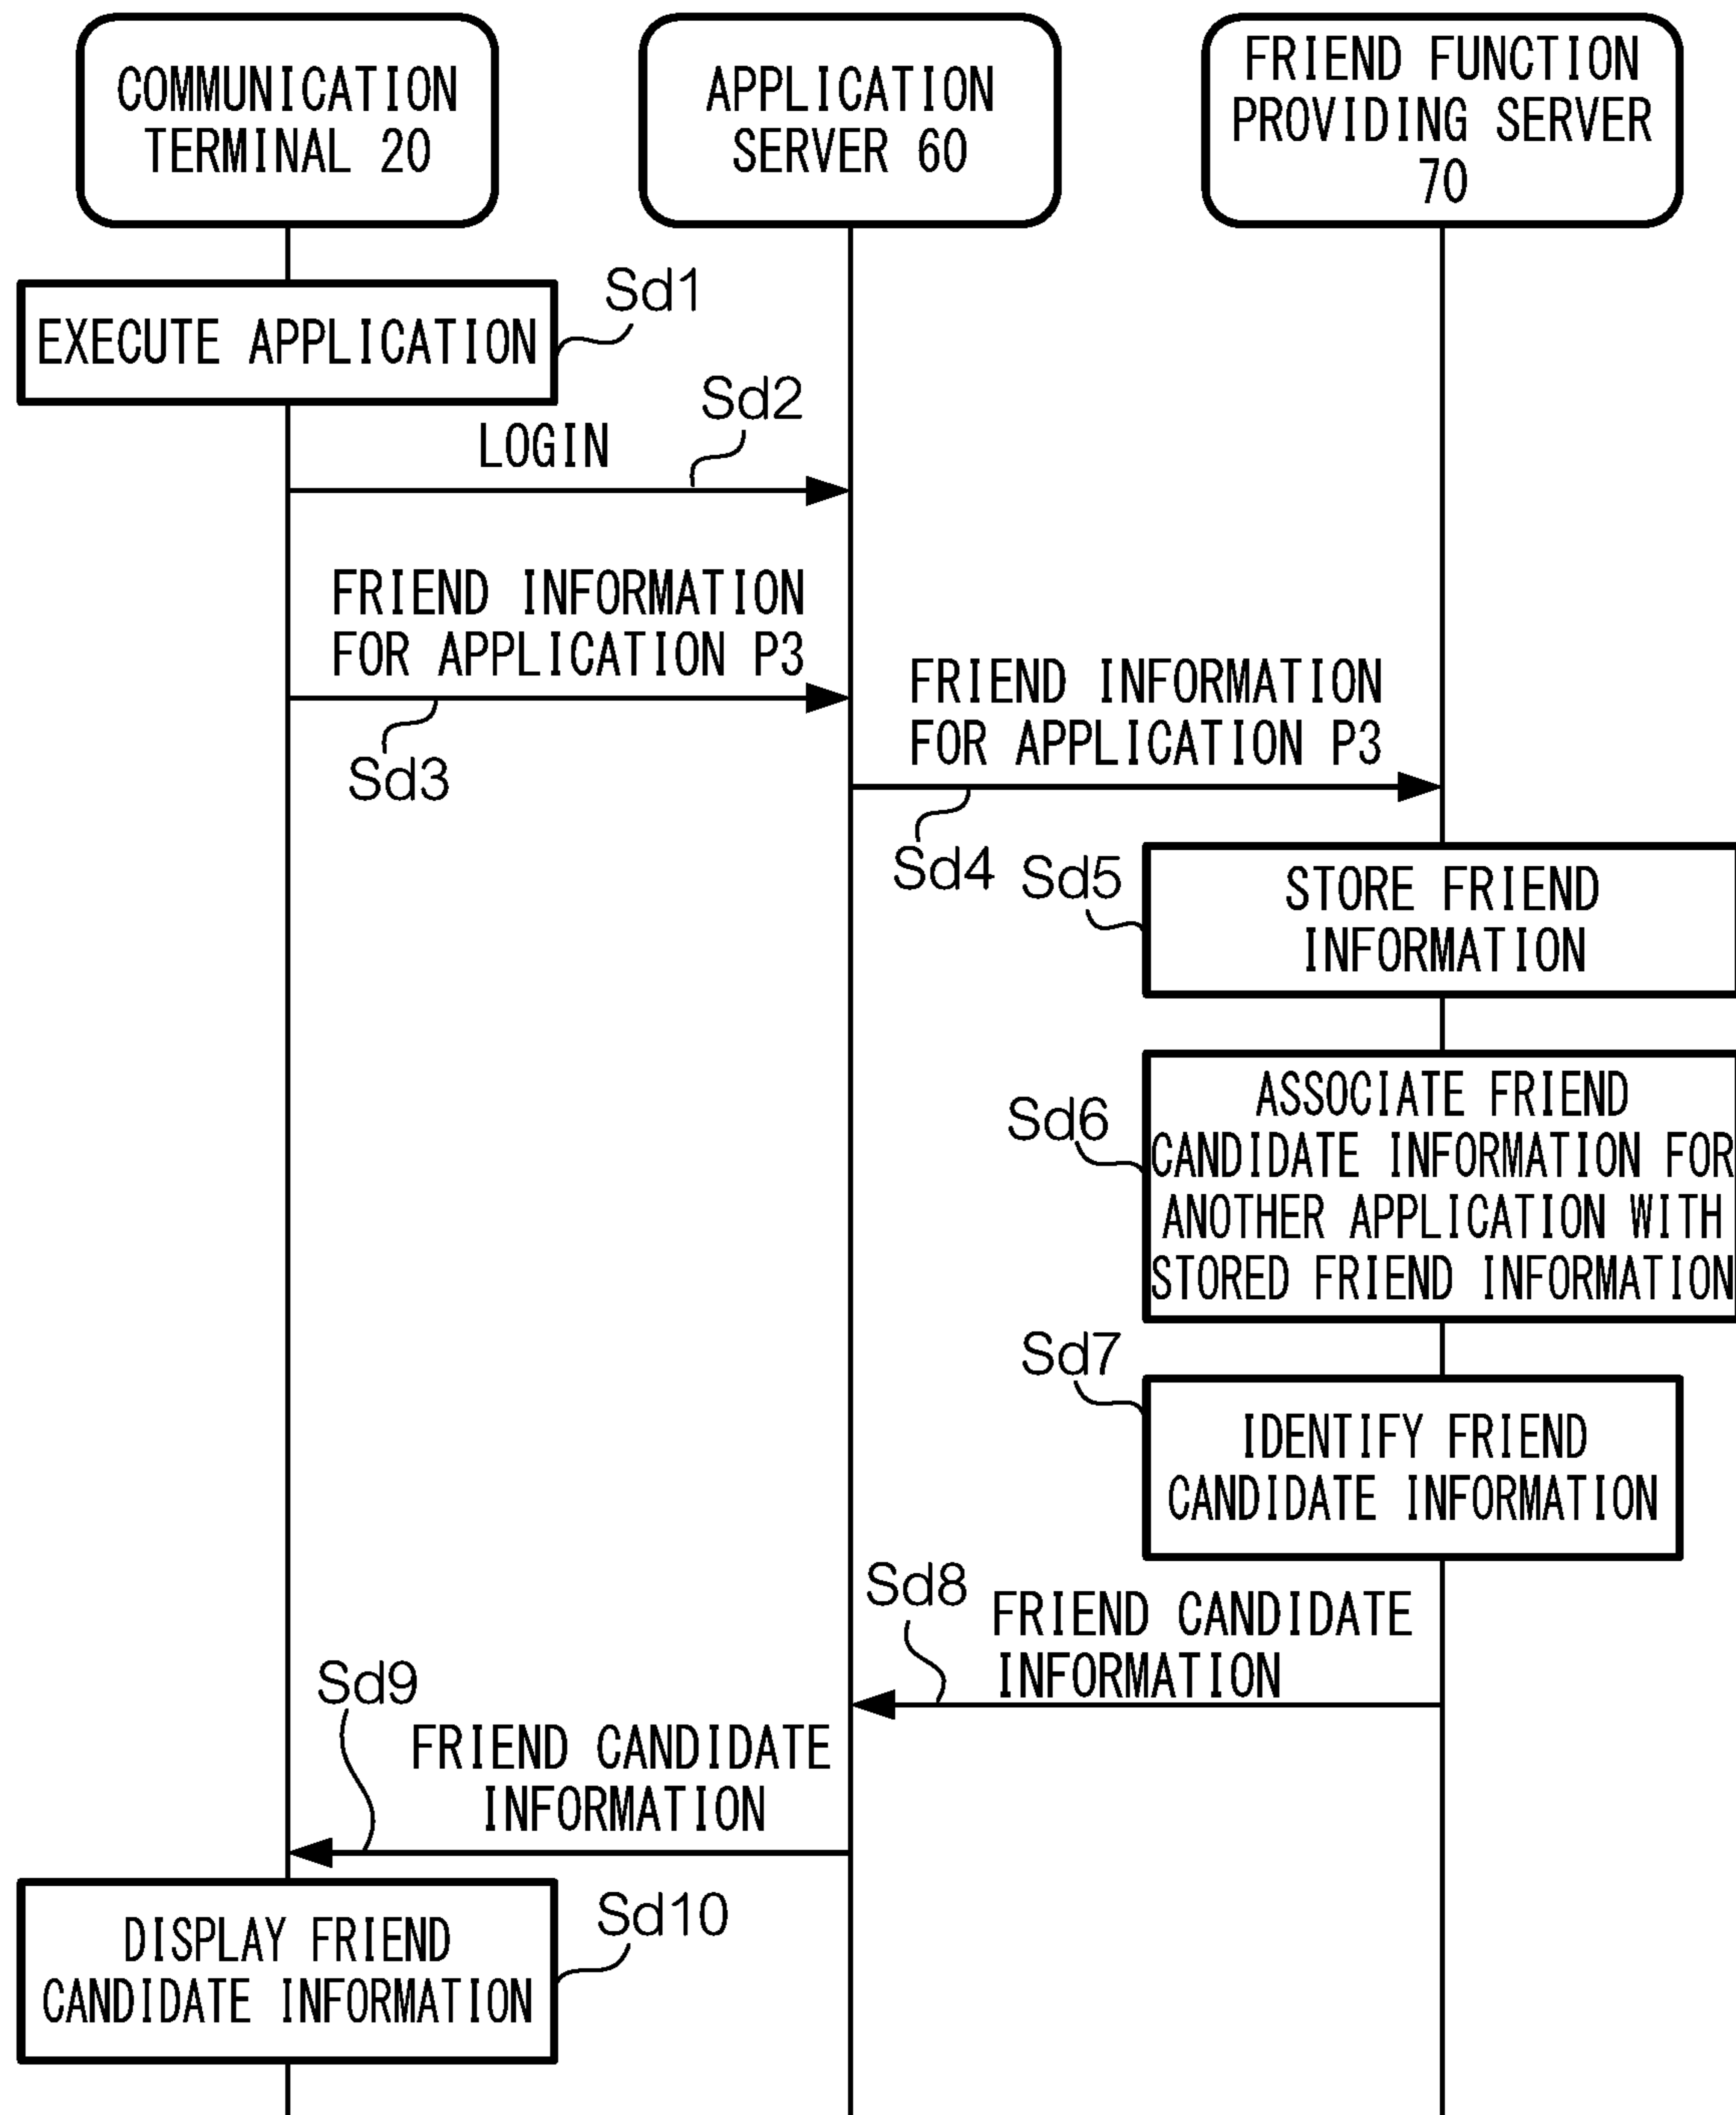 COMMUNICATION
TERMINAL 20
APPLICATION
SERVER 60
FRIEND FUNCTION
PROVIDING SERVER
70
EXECUTE APPLICATION
Sd1
Sd2
LOGIN
FRIEND INFORMATION
FOR APPLICATION P3
Sd3
FRIEND INFORMATION
FOR APPLICATION P3
Sd4
Sd5
STORE FRIEND
INFORMATION
Sd6
ASSOCIATE FRIEND
CANDIDATE INFORMATION FOR
ANOTHER APPLICATION WITH
STORED FRIEND INFORMATION
Sd7
IDENTIFY FRIEND
CANDIDATE INFORMATION
Sd8
FRIEND CANDIDATE
INFORMATION
Sd9
FRIEND CANDIDATE
INFORMATION
DISPLAY FRIEND
CANDIDATE INFORMATION
Sd10